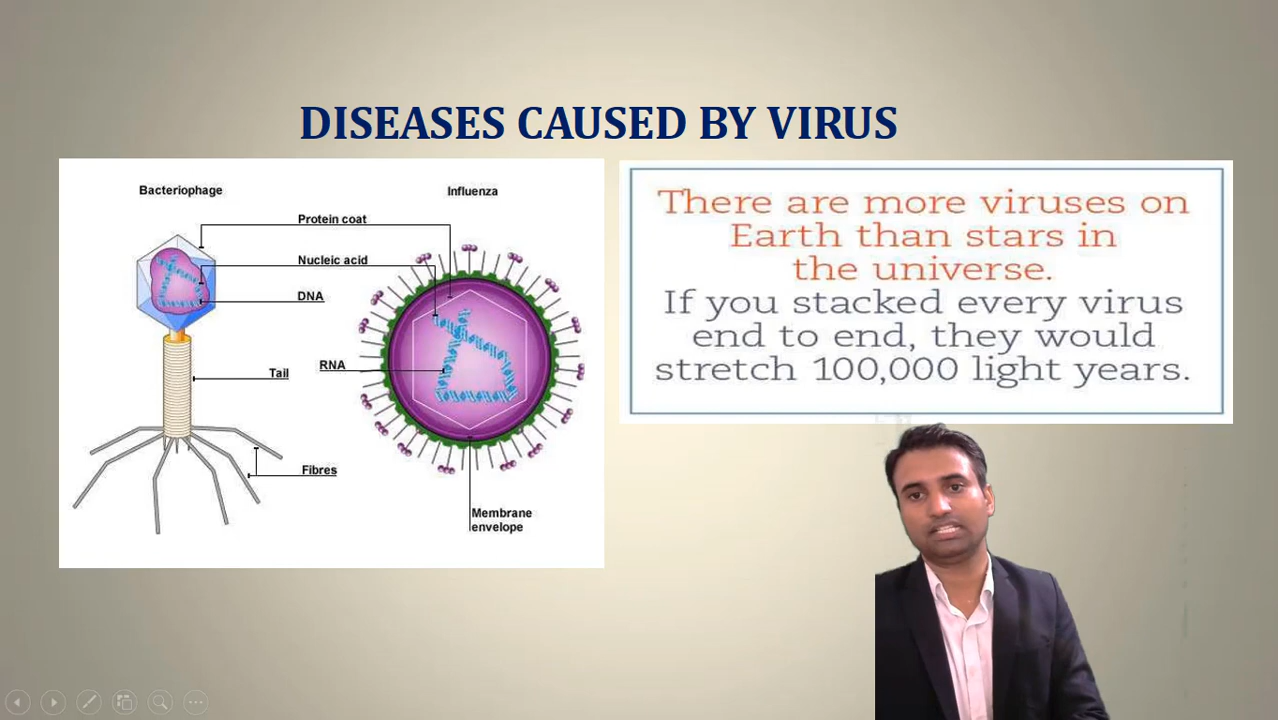 DISEASES CAUSED BY VIRUS
Bacteriophage
Influenza
Protein coat
Nucleic acid
DNA
RNA
Tail
Fibres
Membrane
envelope
There are more viruses on
Earth than stars in
the universe.
If you stacked every virus
end to end, they would
stretch 100,000 light years.